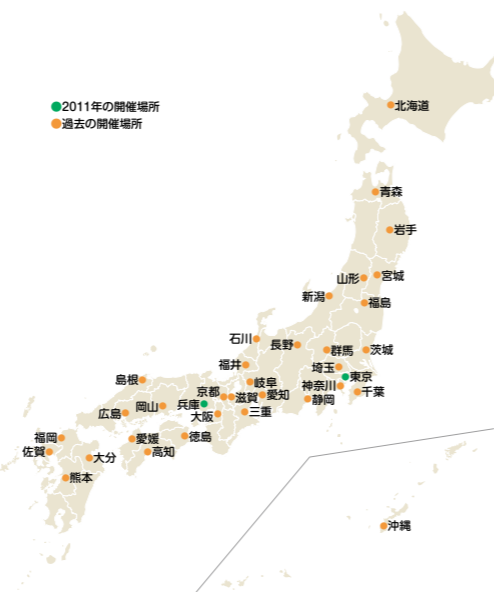 2011年の開催場所
過去の開催場所
北海道
青森
岩手
山形
宮城
新潟
福島
石川
長野
群馬
茨城
福井
埼玉
東京
島根
岐阜
神奈川
千葉
京都
滋賀
愛知
静岡
広島
岡山
兵庫
大阪
三重
福岡
愛媛
徳島
佐賀
大分
高知
熊本
沖縄